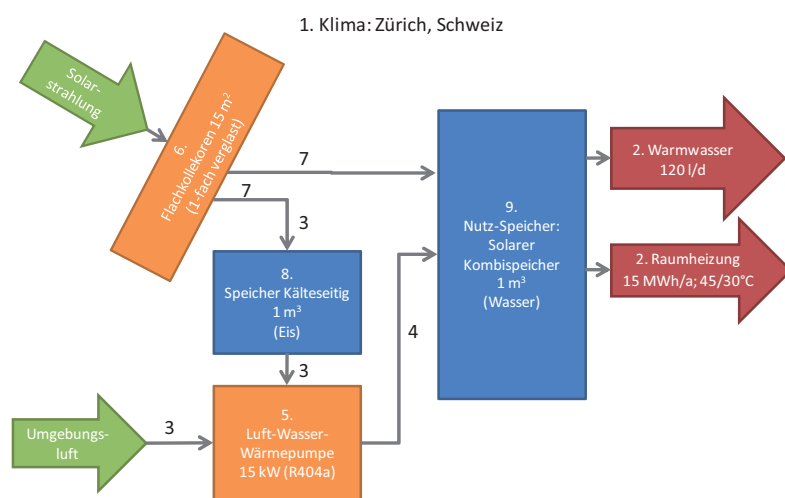 1. Klima: Zürich, Schweiz
Solar-
strahlung
6.
Flachkollekoren 15 m²
(1-fach verglast)
7
7
3
8.
Speicher Kälteseitig
1 m³
(Eis)
3
Umgebungs-
luft
3
5.
Luft-Wasser-
Wärmepumpe
15 kW (R404a)
4
9.
Nutz-Speicher:
Solarer
Kombispeicher
1 m³
(Wasser)
2. Warmwasser
120 l/d
2. Raumheizung
15 MWh/a; 45/30°C